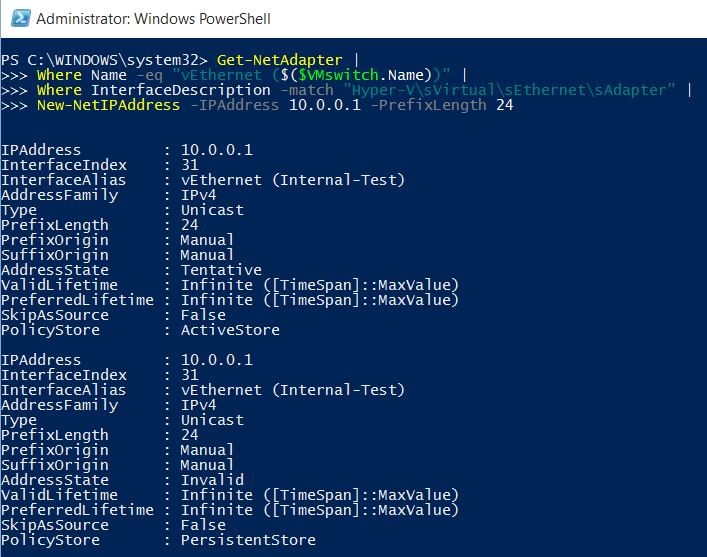 Administrator: Windows PowerShell
PS C:\WINDOWS\system32> Get-NetAdapter |
>>> Where Name -eq "vEthernet ($($VMswitch.Name))" |
>>> Where InterfaceDescription -match "Hyper-V\sVirtual\sEthernet\sAdapter" |
>>> New-NetIPAddress -IPAddress 10.0.0.1 -PrefixLength 24
IPAddress : 10.0.0.1
InterfaceIndex : 31
InterfaceAlias : vEthernet (Internal-Test)
AddressFamily : IPv4
Type : Unicast
PrefixLength : 24
PrefixOrigin : Manual
SuffixOrigin : Manual
AddressState : Tentative
ValidLifetime : Infinite ([TimeSpan]::MaxValue)
PreferredLifetime : Infinite ([TimeSpan]::MaxValue)
SkipAsSource : False
PolicyStore : ActiveStore
IPAddress : 10.0.0.1
InterfaceIndex : 31
InterfaceAlias : vEthernet (Internal-Test)
AddressFamily : IPv4
Type : Unicast
PrefixLength : 24
PrefixOrigin : Manual
SuffixOrigin : Manual
AddressState : Invalid
ValidLifetime : Infinite ([TimeSpan]::MaxValue)
PreferredLifetime : Infinite ([TimeSpan]::MaxValue)
SkipAsSource : False
PolicyStore : PersistentStore